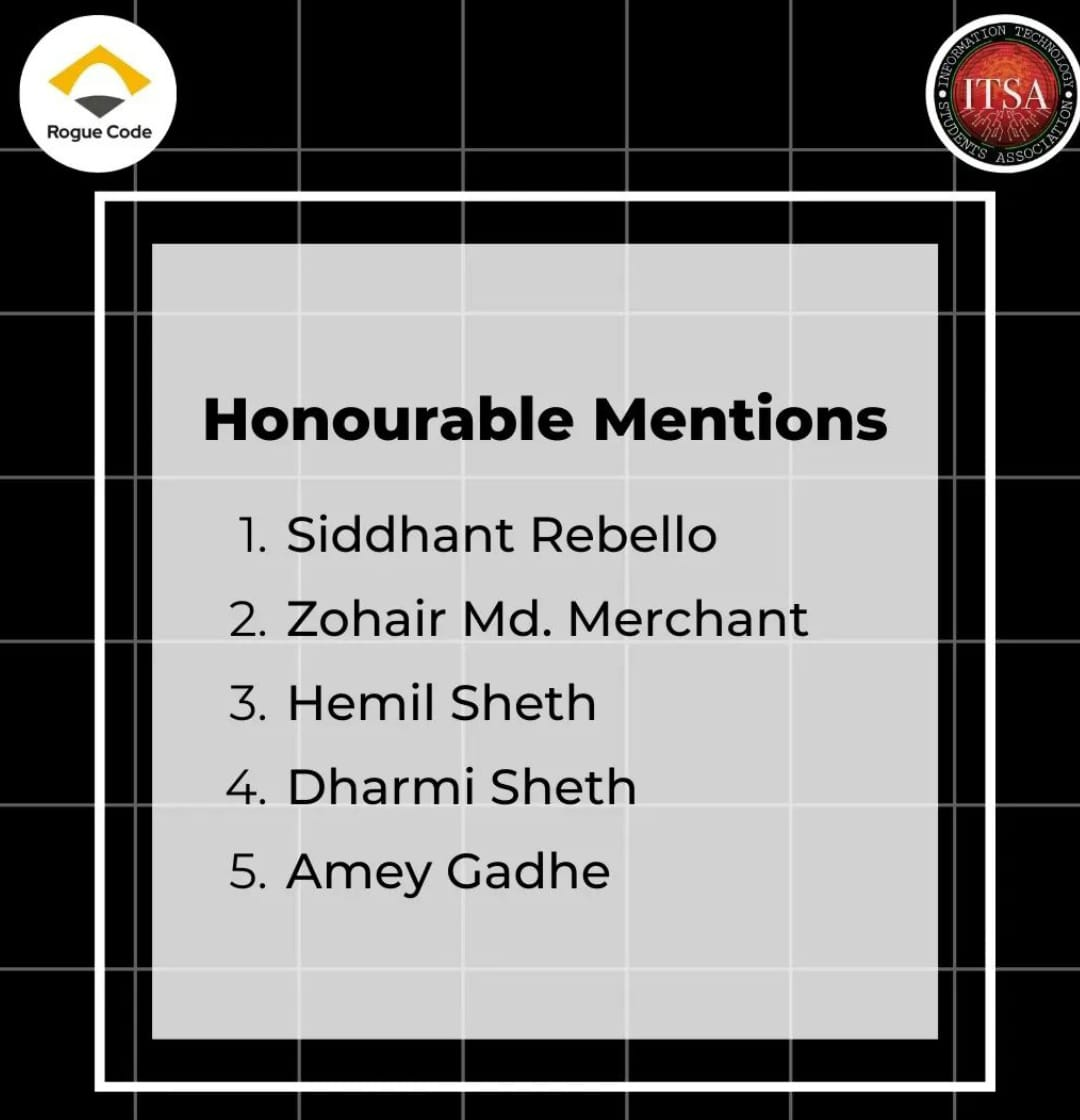 Rogue Code
INFORMATION TECHNOLOGY
ITSA
STUDENTS ASSOCIATION
Honourable Mentions
1. Siddhant Rebello
2. Zohair Md. Merchant
3. Hemil Sheth
4. Dharmi Sheth
5. Amey Gadhe